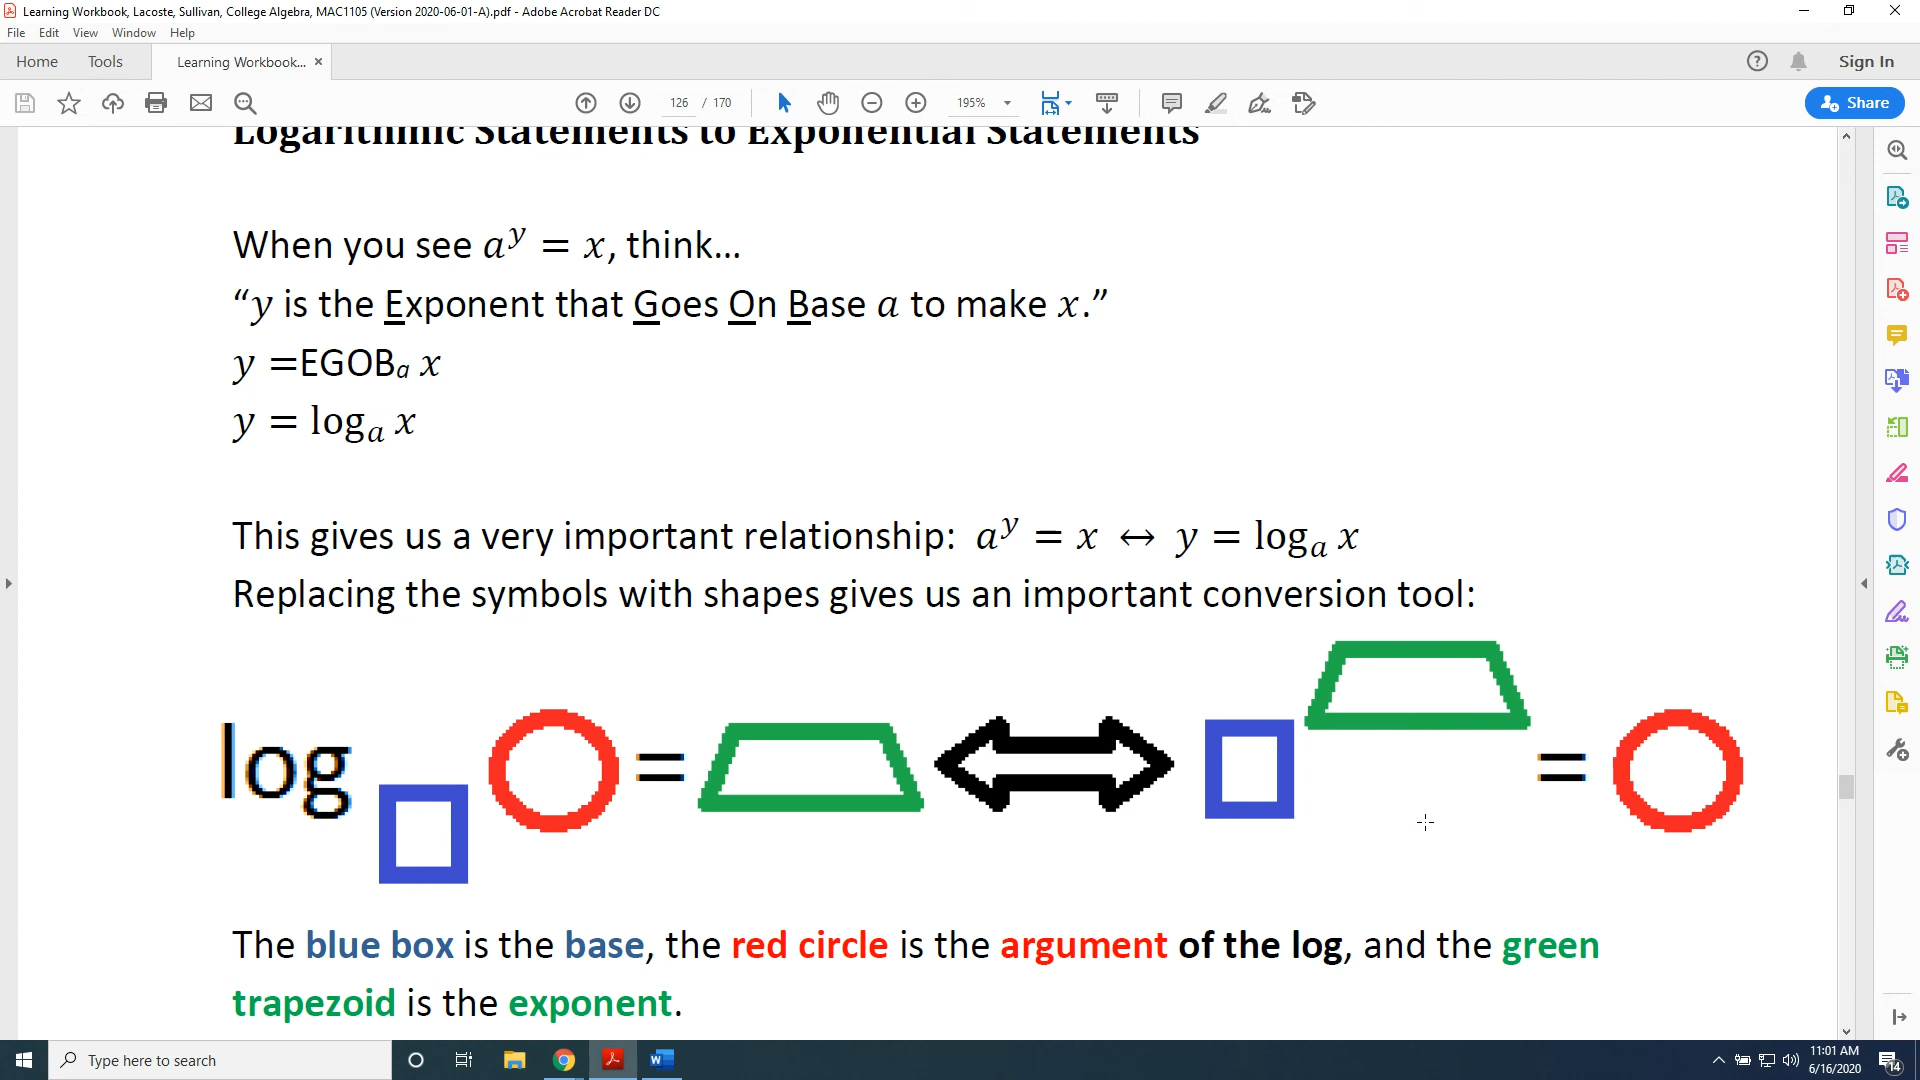 Learning Workbook, Lacoste, Sullivan, College Algebra, MAC1105 (Version 2020-06-01-A).pdf - Adobe Acrobat Reader DC
File Edit View Window Help
Home Tools Learning Workbook... × Sign In
126 / 170 195% Share
Logarithmic Statements to Exponential Statements
When you see a^y = x, think…
“y is the Exponent that Goes On Base a to make x.”
y =EGOBₐ x
y = logₐ x
This gives us a very important relationship: a^y = x ↔ y = logₐ x
Replacing the symbols with shapes gives us an important conversion tool:
log = =
The blue box is the base, the red circle is the argument of the log, and the green
trapezoid is the exponent.
Type here to search
11:01 AM
6/16/2020
14